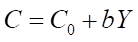 C = C₀ + bY